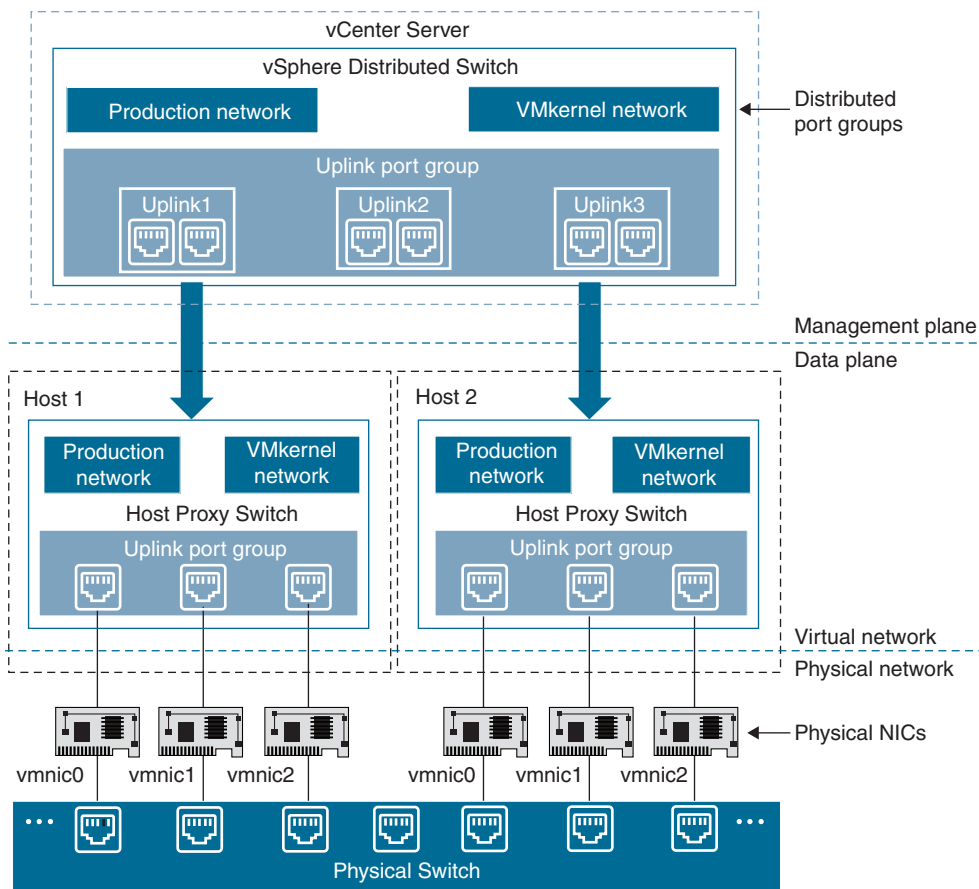 vCenter Server
vSphere Distributed Switch
Production network
VMkernel network
Distributed
port groups
Uplink port group
Uplink1
Uplink2
Uplink3
Management plane
Data plane
Host 1
Production
network
VMkernel
network
Host Proxy Switch
Uplink port group
Host 2
Production
network
VMkernel
network
Host Proxy Switch
Uplink port group
Virtual network
Physical network
Physical NICs
vmnic0
vmnic1
vmnic2
vmnic0
vmnic1
vmnic2
...
...
Physical Switch